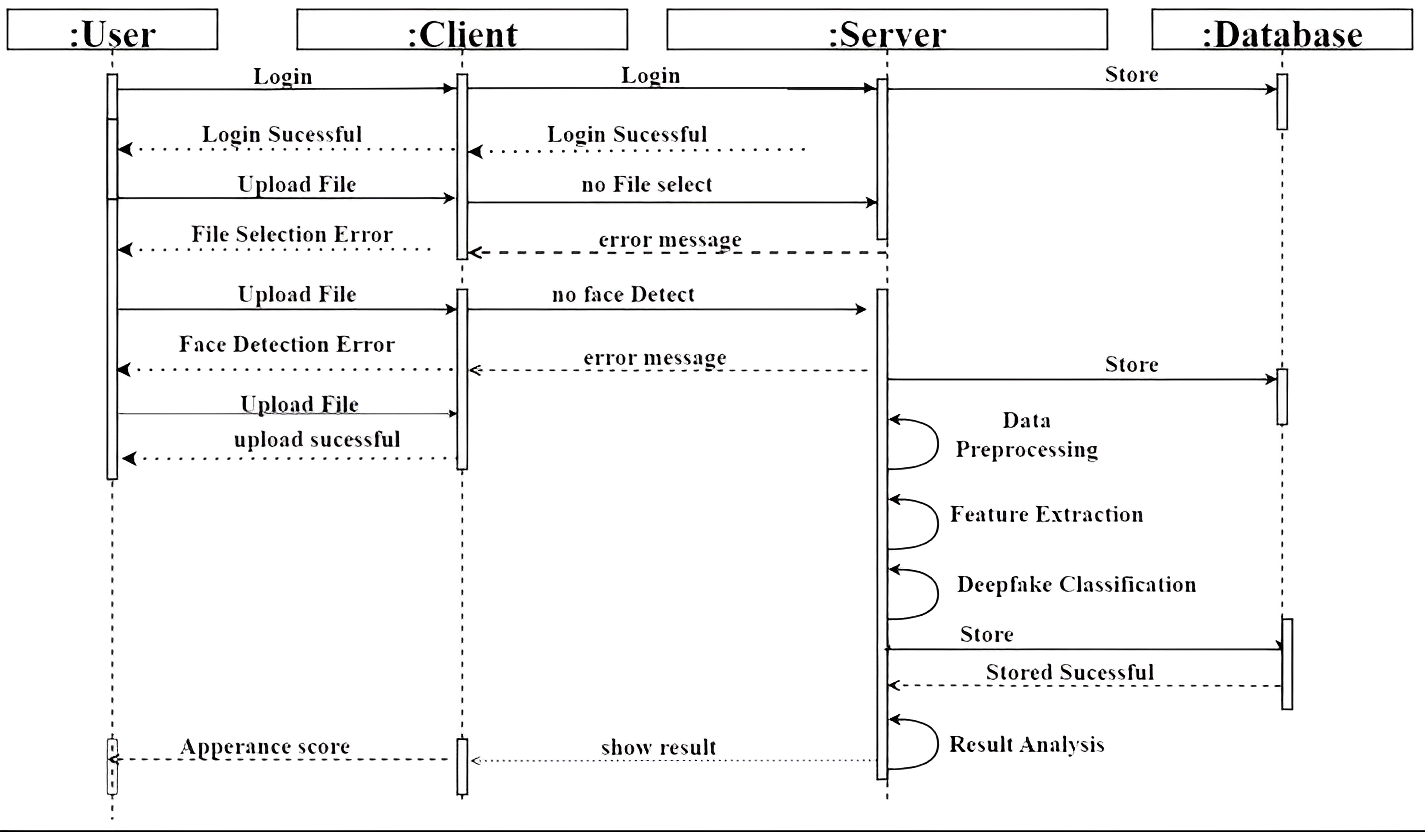 :User
:Client
:Server
:Database
Login
Login
Store
Login Sucessful
Login Sucessful
Upload File
no File select
File Selection Error
error message
Upload File
no face Detect
Face Detection Error
error message
Store
Upload File
upload sucessful
Data
Preprocessing
Feature Extraction
Deepfake Classification
Store
Stored Sucessful
Apperance score
show result
Result Analysis